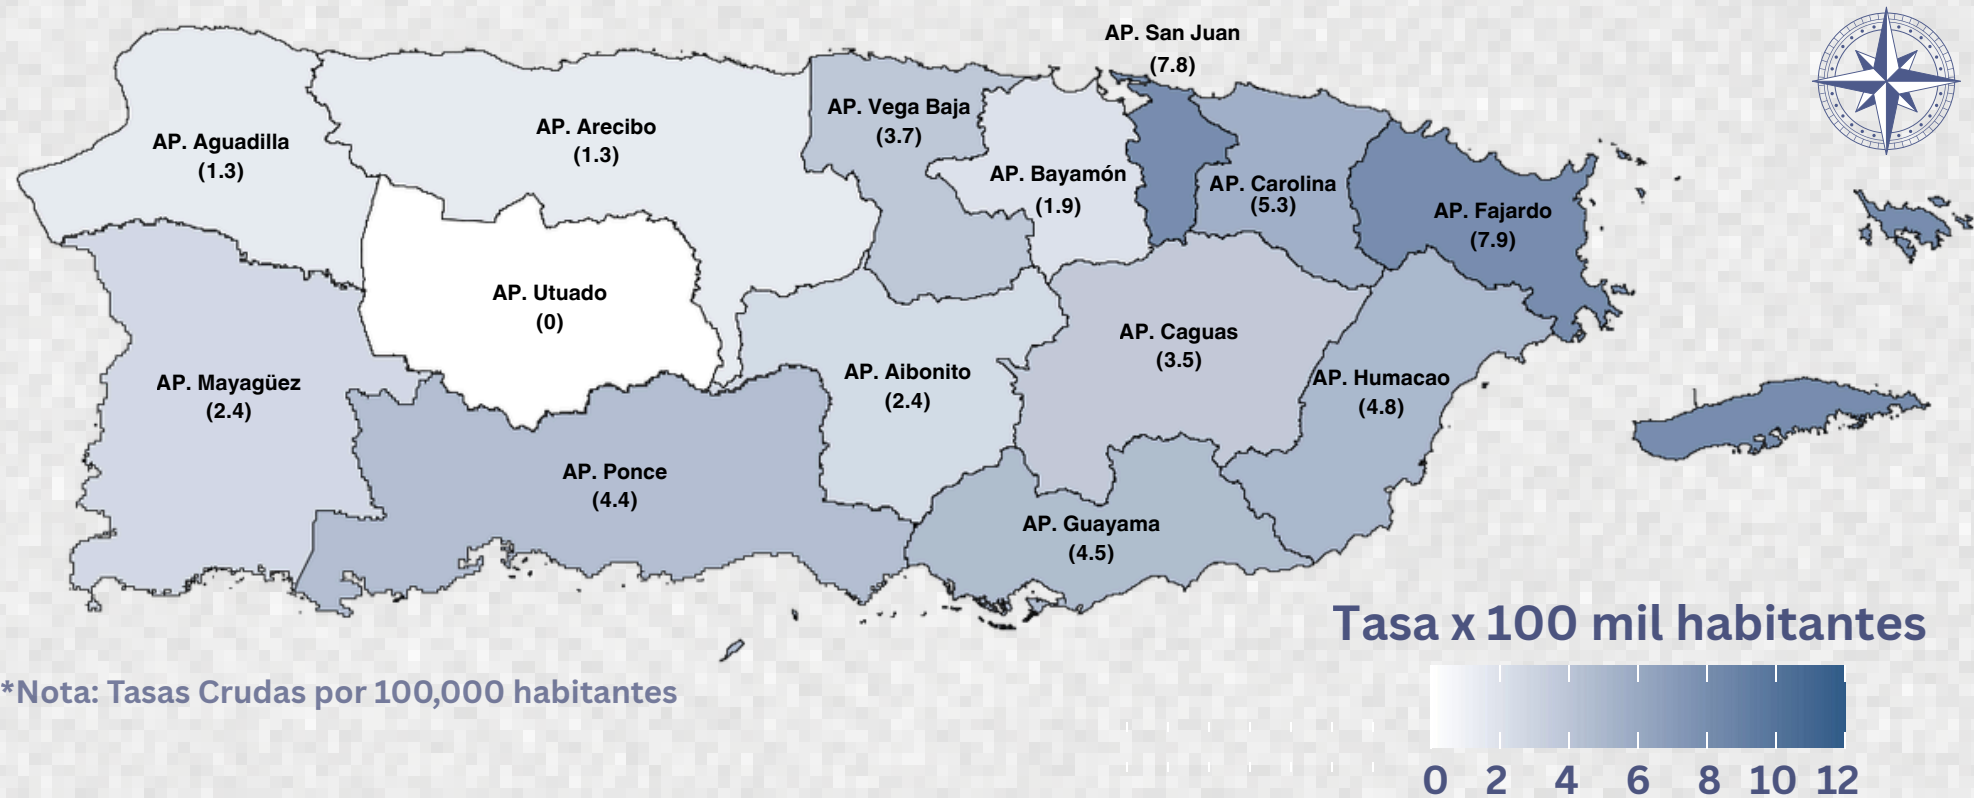 AP. San Juan
(7.8)
AP. Vega Baja
(3.7)
AP. Arecibo
(1.3)
AP. Aguadilla
(1.3)
AP. Bayamón
(1.9)
AP. Carolina
(5.3)
AP. Fajardo
(7.9)
AP. Utuado
(0)
AP. Caguas
(3.5)
AP. Aibonito
(2.4)
AP. Humacao
(4.8)
AP. Mayagüez
(2.4)
AP. Ponce
(4.4)
AP. Guayama
(4.5)
Tasa x 100 mil habitantes
0 2 4 6 8 10 12
*Nota: Tasas Crudas por 100,000 habitantes